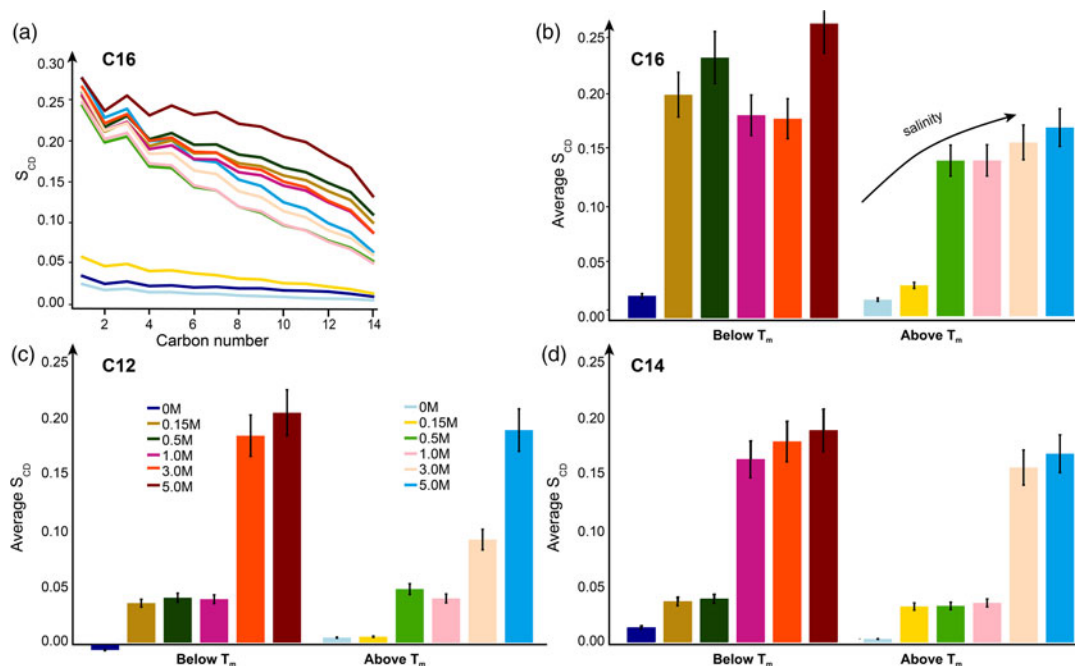 (a)
C16
S_CD
0.30
0.25
0.20
0.15
0.10
0.05
0.00
2 4 6 8 10 12 14
Carbon number
(b)
C16
Average S_CD
0.25
0.20
0.15
0.10
0.05
0.00
salinity
Below T_m Above T_m
(c)
C12
Average S_CD
0.25
0.20
0.15
0.10
0.05
0.00
0M
0.15M
0.5M
1.0M
3.0M
5.0M
0M
0.15M
0.5M
1.0M
3.0M
5.0M
Below T_m Above T_m
(d)
C14
Average S_CD
0.25
0.20
0.15
0.10
0.05
0.00
Below T_m Above T_m